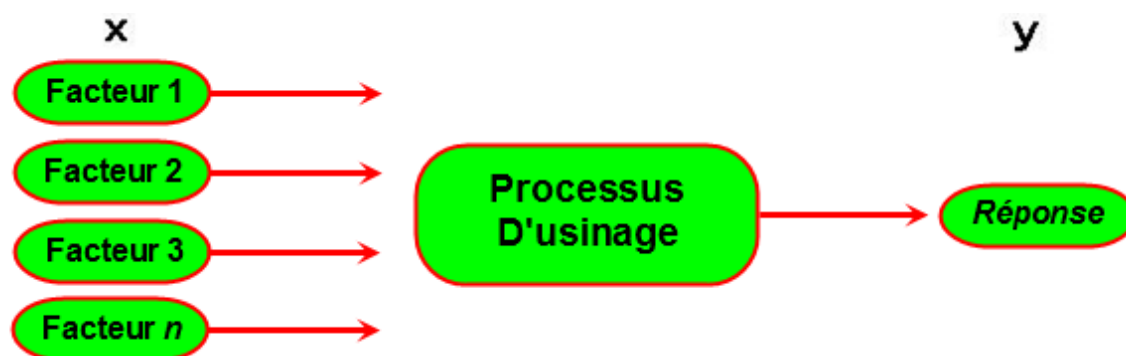 x
y
Facteur 1
Facteur 2
Facteur 3
Facteur n
Processus
D'usinage
Réponse